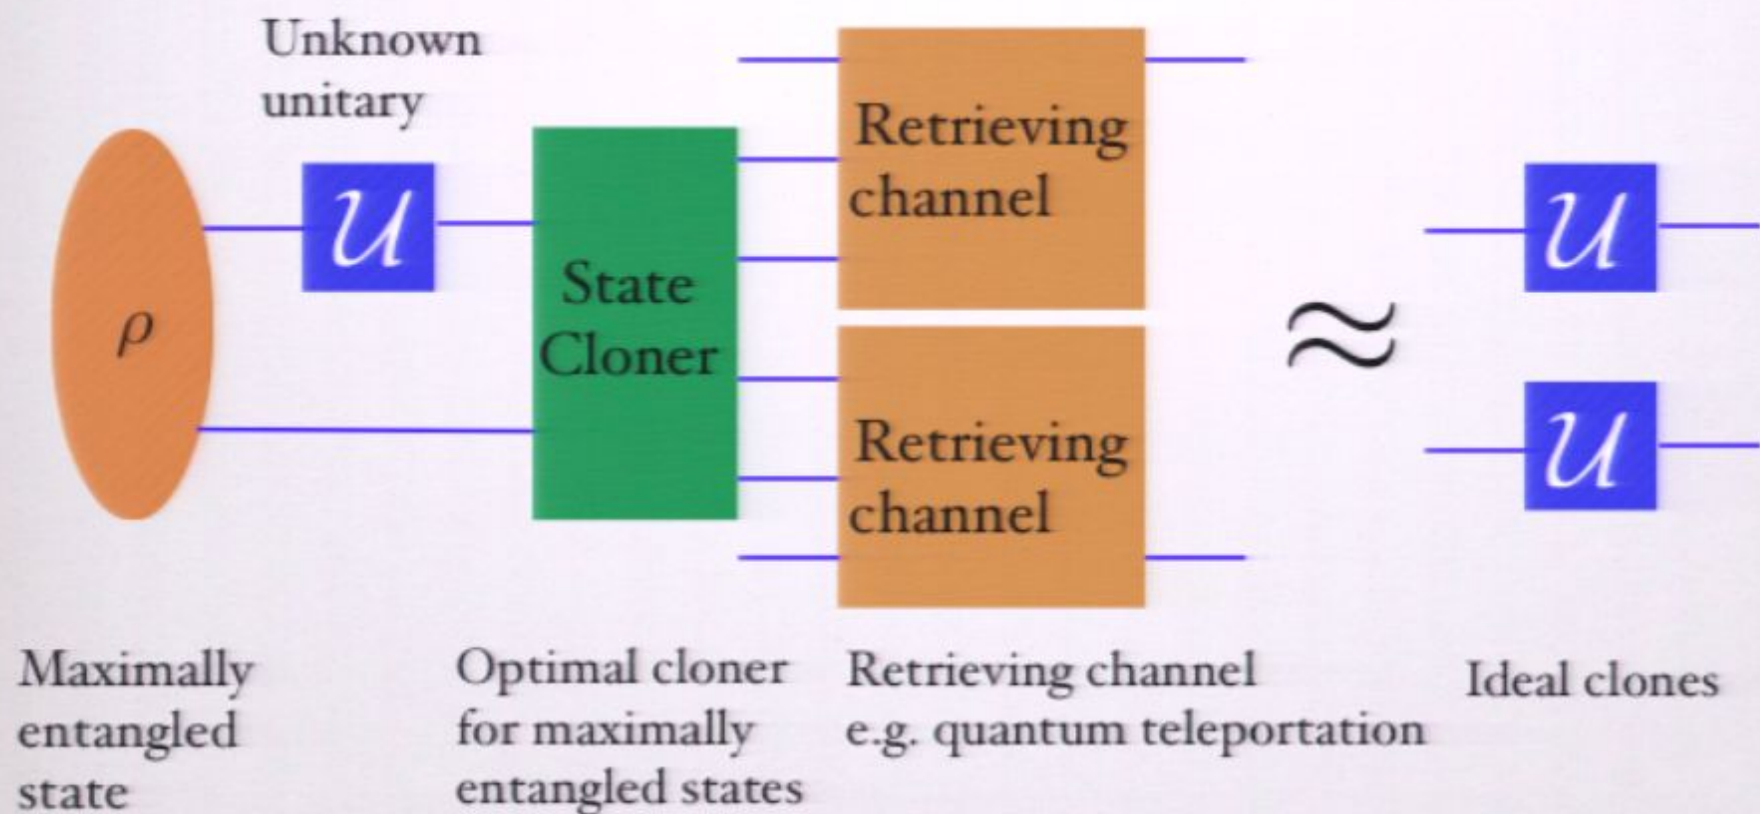 Unknown
unitary
ρ
U
State
Cloner
Retrieving
channel
Retrieving
channel
≈
U
U
Maximally
entangled
state
Optimal cloner
for maximally
entangled states
Retrieving channel
e.g. quantum teleportation
Ideal clones